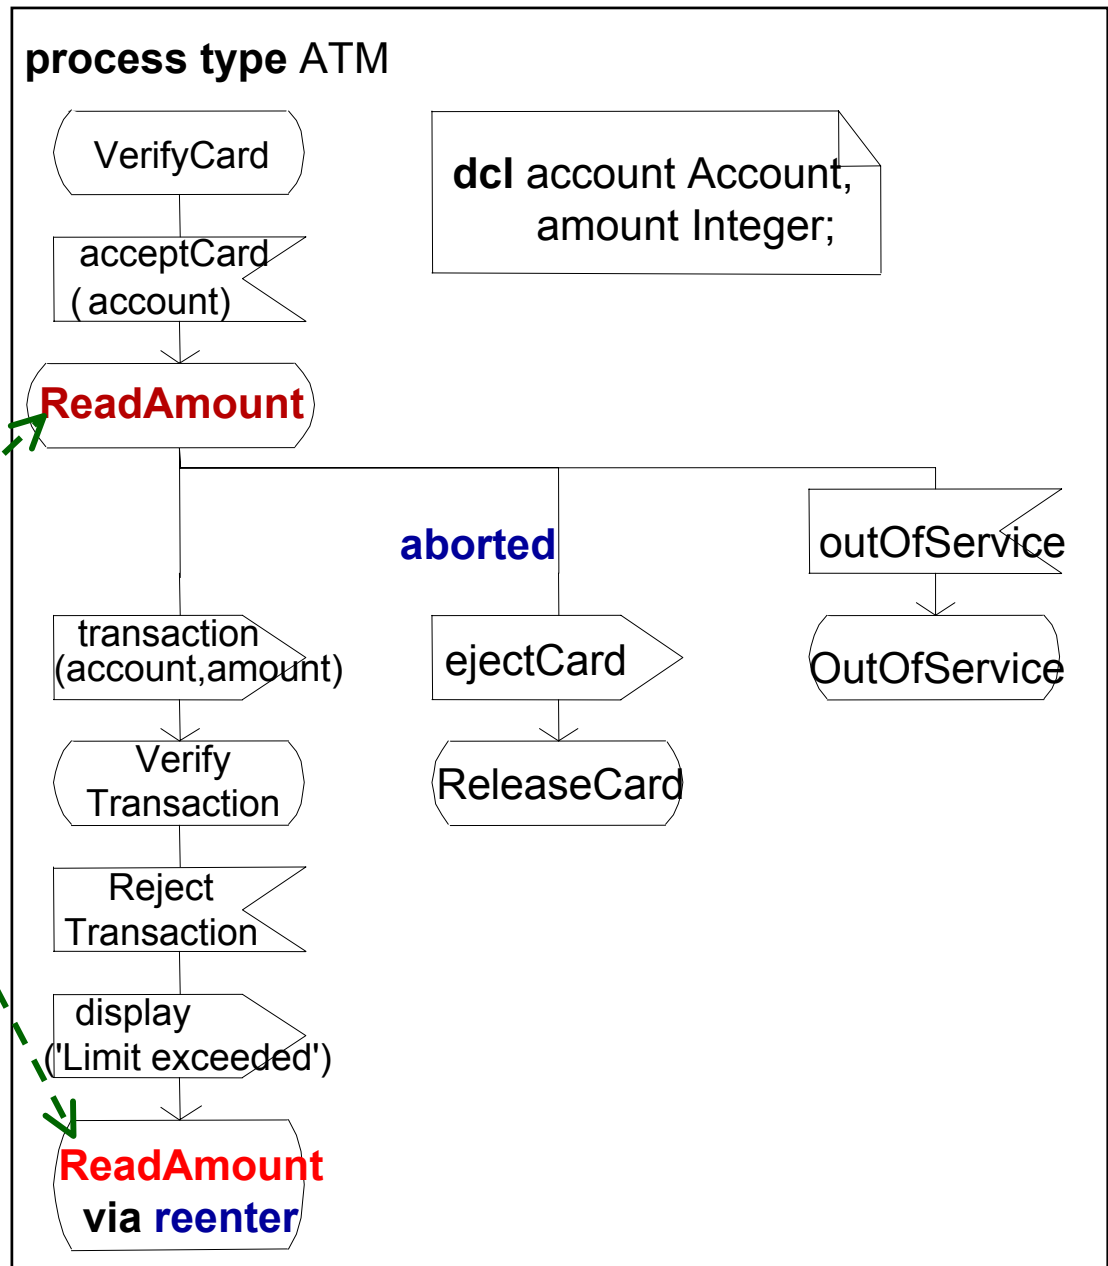 process type ATM
VerifyCard
dcl account Account,
amount Integer;
acceptCard
( account)
ReadAmount
aborted
outOfService
transaction
(account,amount)
ejectCard
OutOfService
Verify
Transaction
ReleaseCard
Reject
Transaction
display
('Limit exceeded')
ReadAmount
via reenter